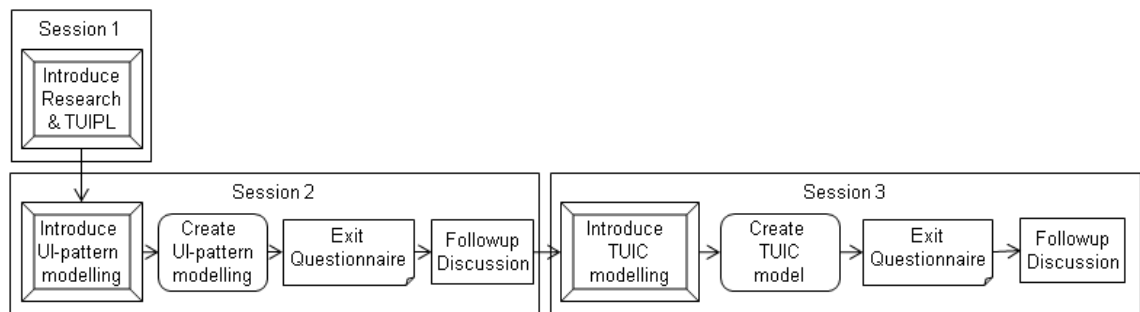 Session 1
Introduce
Research
& TUIPL
Session 2
Introduce
UI-pattern
modelling
Create
UI-pattern
modelling
Exit
Questionnaire
Followup
Discussion
Session 3
Introduce
TUIC
modelling
Create
TUIC
model
Exit
Questionnaire
Followup
Discussion